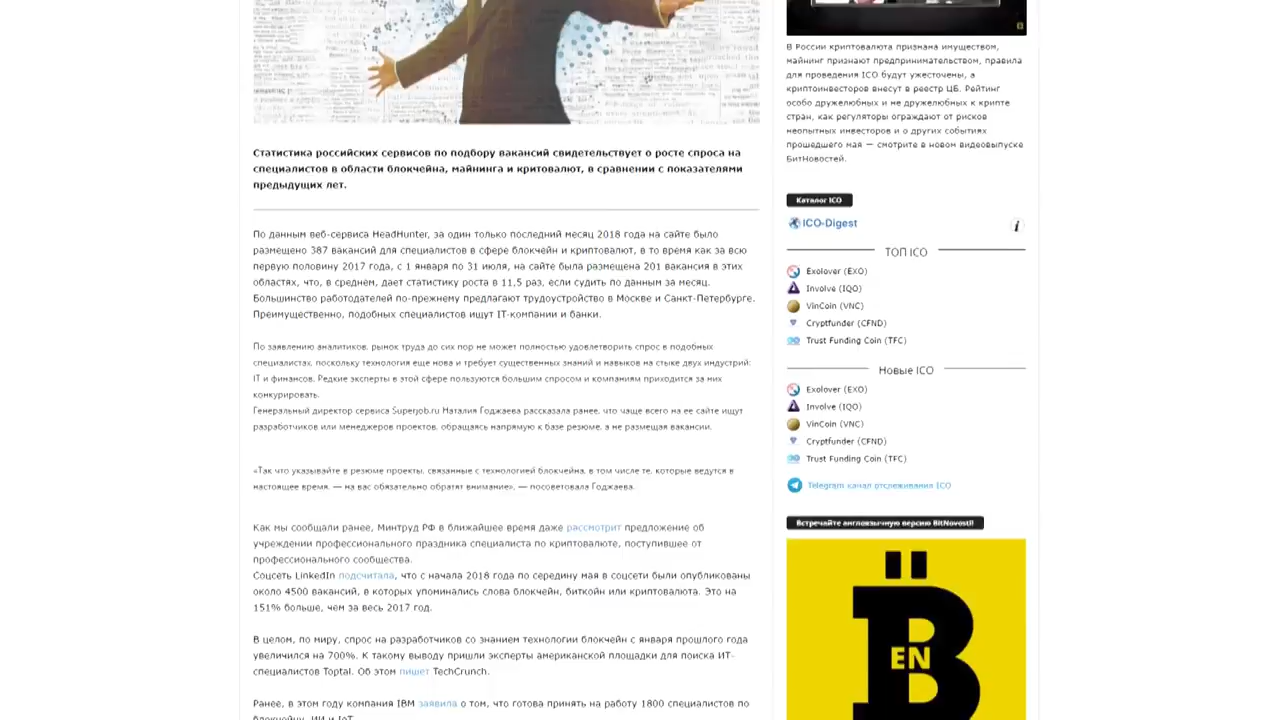 Статистика российских сервисов по подбору вакансий свидетельствует о росте спроса на
специалистов в области блокчейна, майнинга и критовалют, в сравнении с показателями
предыдущих лет.
По данным веб-сервиса HeadHunter, за один только последний месяц 2018 года на сайте было
размещено 387 вакансий для специалистов в сфере блокчейн и криптовалют, в то время как за всю
первую половину 2017 года, с 1 января по 31 июля, на сайте была размещена 201 вакансия в этих
областях, что, в среднем, дает статистику роста в 11,5 раз, если судить по данным за месяц.
Большинство работодателей по-прежнему предлагают трудоустройство в Москве и Санкт-Петербурге.
Преимущественно, подобных специалистов ищут IT-компании и банки.
По заявлению аналитиков, рынок труда до сих пор не может полностью удовлетворить спрос в подобных
специалистах, поскольку технология еще нова и требует существенных знаний и навыков на стыке двух индустрий:
IT и финансов. Редкие эксперты в этой сфере пользуются большим спросом и компаниям приходится за них
конкурировать.
Генеральный директор сервиса Superjob.ru Наталия Годжаева рассказала ранее, что чаще всего на ее сайте ищут
разработчиков или менеджеров проектов, обращаясь напрямую к базе резюме, а не размещая вакансии.
«Так что указывайте в резюме проекты, связанные с технологией блокчейна, в том числе те, которые ведутся в
настоящее время, — на вас обязательно обратят внимание», — посоветовала Годжаева.
Как мы сообщали ранее, Минтруд РФ в ближайшее время даже рассмотрит предложение об
учреждении профессионального праздника специалиста по криптовалюте, поступившее от
профессионального сообщества.
Соцсеть LinkedIn подсчитала, что с начала 2018 года по середину мая в соцсети были опубликованы
около 4500 вакансий, в которых упоминались слова блокчейн, биткойн или криптовалюта. Это на
151% больше, чем за весь 2017 год.
В целом, по миру, спрос на разработчиков со знанием технологии блокчейн с января прошлого года
увеличился на 700%. К такому выводу пришли эксперты американской площадки для поиска ИТ-
специалистов Toptal. Об этом пишет TechCrunch.
Ранее, в этом году компания IBM заявила о том, что готова принять на работу 1800 специалистов по
блокчейну, ИИ и IoT.
В России криптовалюта признана имуществом,
майнинг признают предпринимательством, правила
для проведения ICO будут ужесточены, а
криптоинвесторов внесут в реестр ЦБ. Рейтинг
особо дружелюбных и не дружелюбных к крипте
стран, как регуляторы ограждают от рисков
неопытных инвесторов и о других событиях
прошедшего мая — смотрите в новом видеовыпуске
БитНовостей.
Каталог ICO
ICO-Digest
i
ТОП ICO
Exolover (EXO)
Involve (IQO)
VinCoin (VNC)
Cryptfunder (CFND)
Trust Funding Coin (TFC)
Новые ICO
Exolover (EXO)
Involve (IQO)
VinCoin (VNC)
Cryptfunder (CFND)
Trust Funding Coin (TFC)
Telegram канал отслеживания ICO
Встречайте англоязычную версию BitNovosti!
EN